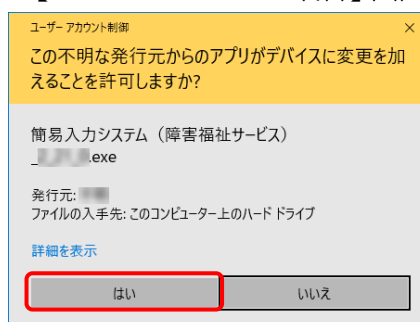 ユーザー アカウント制御
×
この不明な発行元からのアプリがデバイスに変更を加
えることを許可しますか?
簡易入力システム（障害福祉サービス）
.exe
発行元:
ファイルの入手先: このコンピューター上のハード ドライブ
詳細を表示
はい
いいえ